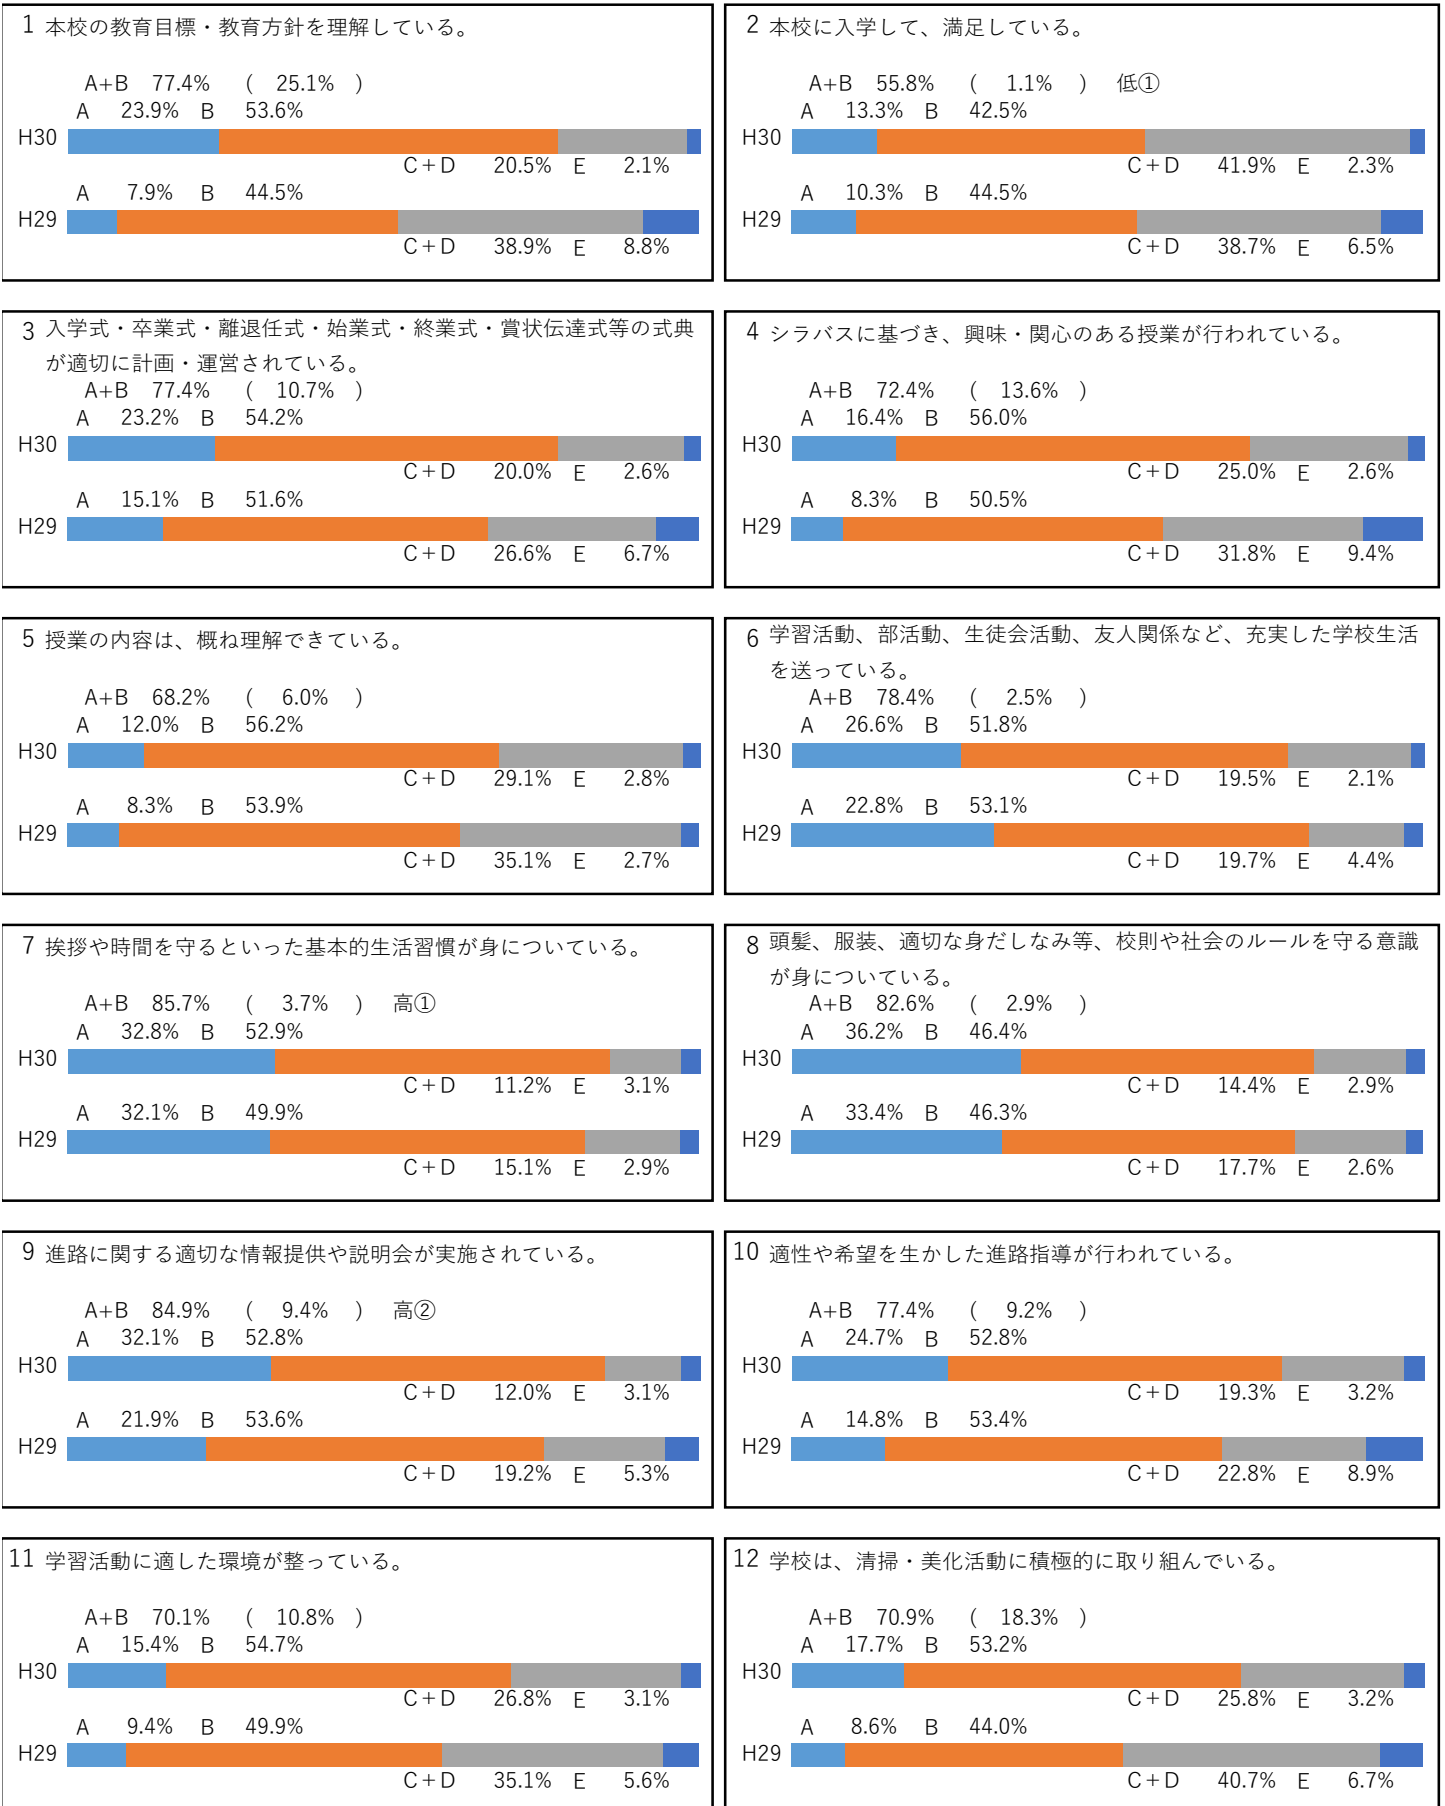 1 本校の教育目標・教育方針を理解している。
A+B 77.4% ( 25.1% )
A 23.9% B 53.6%
H30
C+D 20.5% E 2.1%
A 7.9% B 44.5%
H29
C+D 38.9% E 8.8%
2 本校に入学して、満足している。
A+B 55.8% ( 1.1% ) 低①
A 13.3% B 42.5%
H30
C+D 41.9% E 2.3%
A 10.3% B 44.5%
H29
C+D 38.7% E 6.5%
3 入学式・卒業式・離退任式・始業式・終業式・賞状伝達式等の式典
が適切に計画・運営されている。
A+B 77.4% ( 10.7% )
A 23.2% B 54.2%
H30
C+D 20.0% E 2.6%
A 15.1% B 51.6%
H29
C+D 26.6% E 6.7%
4 シラバスに基づき、興味・関心のある授業が行われている。
A+B 72.4% ( 13.6% )
A 16.4% B 56.0%
H30
C+D 25.0% E 2.6%
A 8.3% B 50.5%
H29
C+D 31.8% E 9.4%
5 授業の内容は、概ね理解できている。
A+B 68.2% ( 6.0% )
A 12.0% B 56.2%
H30
C+D 29.1% E 2.8%
A 8.3% B 53.9%
H29
C+D 35.1% E 2.7%
6 学習活動、部活動、生徒会活動、友人関係など、充実した学校生活
を送っている。
A+B 78.4% ( 2.5% )
A 26.6% B 51.8%
H30
C+D 19.5% E 2.1%
A 22.8% B 53.1%
H29
C+D 19.7% E 4.4%
7 挨拶や時間を守るといった基本的生活習慣が身についている。
A+B 85.7% ( 3.7% ) 高①
A 32.8% B 52.9%
H30
C+D 11.2% E 3.1%
A 32.1% B 49.9%
H29
C+D 15.1% E 2.9%
8 頭髪、服装、適切な身だしなみ等、校則や社会のルールを守る意識
が身についている。
A+B 82.6% ( 2.9% )
A 36.2% B 46.4%
H30
C+D 14.4% E 2.9%
A 33.4% B 46.3%
H29
C+D 17.7% E 2.6%
9 進路に関する適切な情報提供や説明会が実施されている。
A+B 84.9% ( 9.4% ) 高②
A 32.1% B 52.8%
H30
C+D 12.0% E 3.1%
A 21.9% B 53.6%
H29
C+D 19.2% E 5.3%
10 適性や希望を生かした進路指導が行われている。
A+B 77.4% ( 9.2% )
A 24.7% B 52.8%
H30
C+D 19.3% E 3.2%
A 14.8% B 53.4%
H29
C+D 22.8% E 8.9%
11 学習活動に適した環境が整っている。
A+B 70.1% ( 10.8% )
A 15.4% B 54.7%
H30
C+D 26.8% E 3.1%
A 9.4% B 49.9%
H29
C+D 35.1% E 5.6%
12 学校は、清掃・美化活動に積極的に取り組んでいる。
A+B 70.9% ( 18.3% )
A 17.7% B 53.2%
H30
C+D 25.8% E 3.2%
A 8.6% B 44.0%
H29
C+D 40.7% E 6.7%